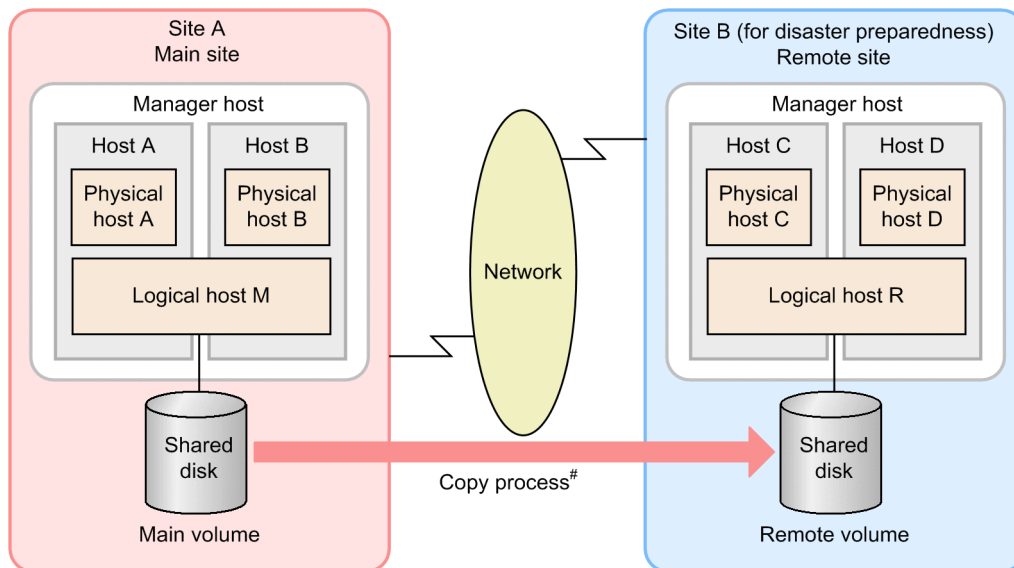 Site A
Main site
Manager host
Host A
Host B
Physical
host A
Physical
host B
Logical host M
Shared
disk
Main volume
Network
Copy process#
Site B (for disaster preparedness)
Remote site
Manager host
Host C
Host D
Physical
host C
Physical
host D
Logical host R
Shared
disk
Remote volume